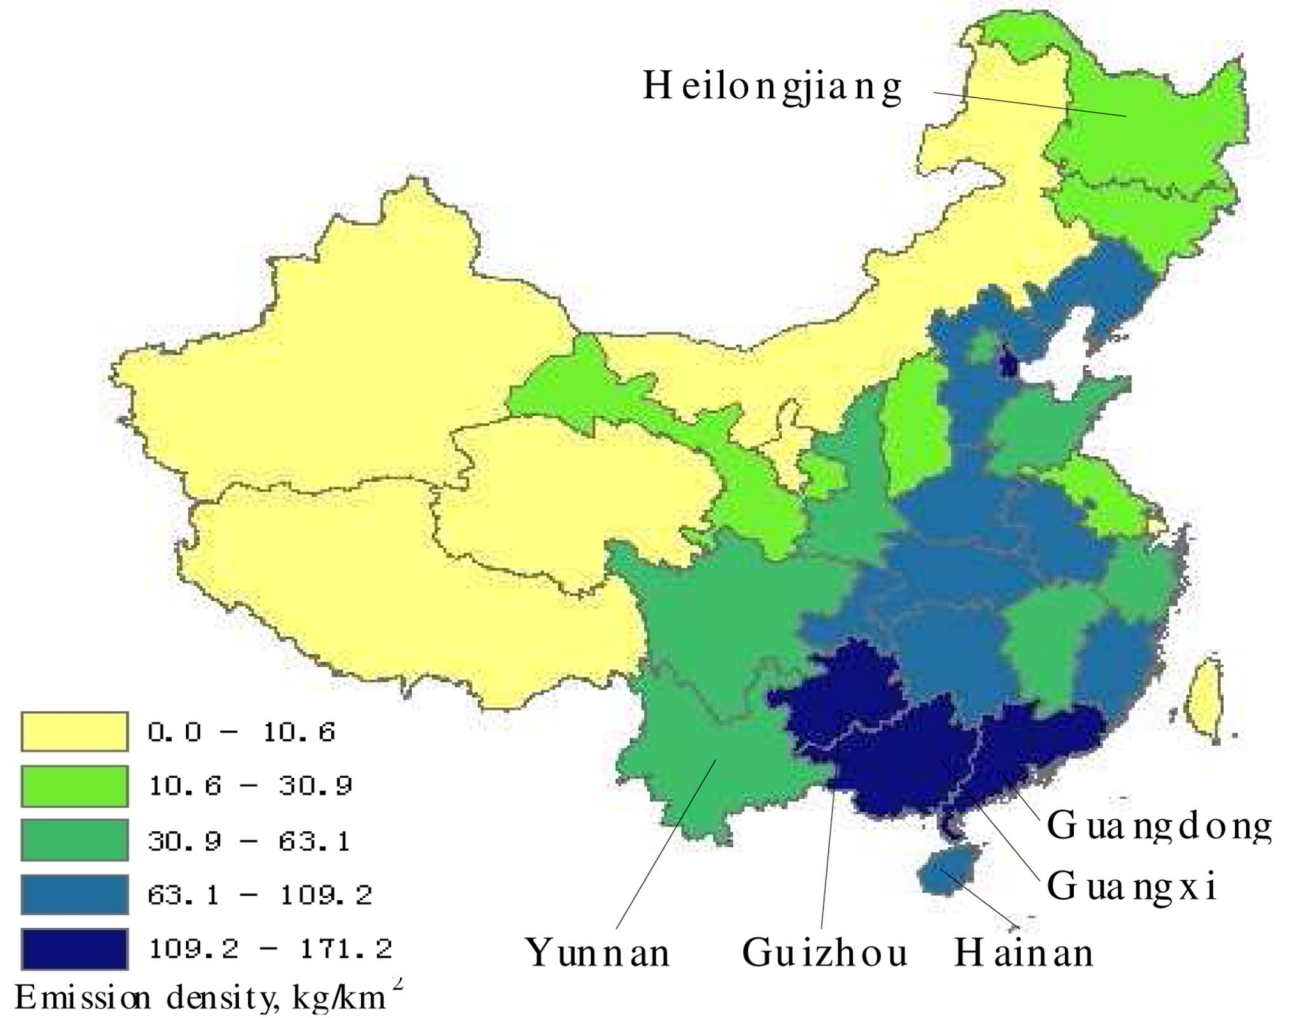 Heilongjiang
0.0 - 10.6
10.6 - 30.9
30.9 - 63.1
63.1 - 109.2
109.2 - 171.2
Emission density, kg/km²
Guangdong
Guangxi
Yunnan Guizhou Hainan